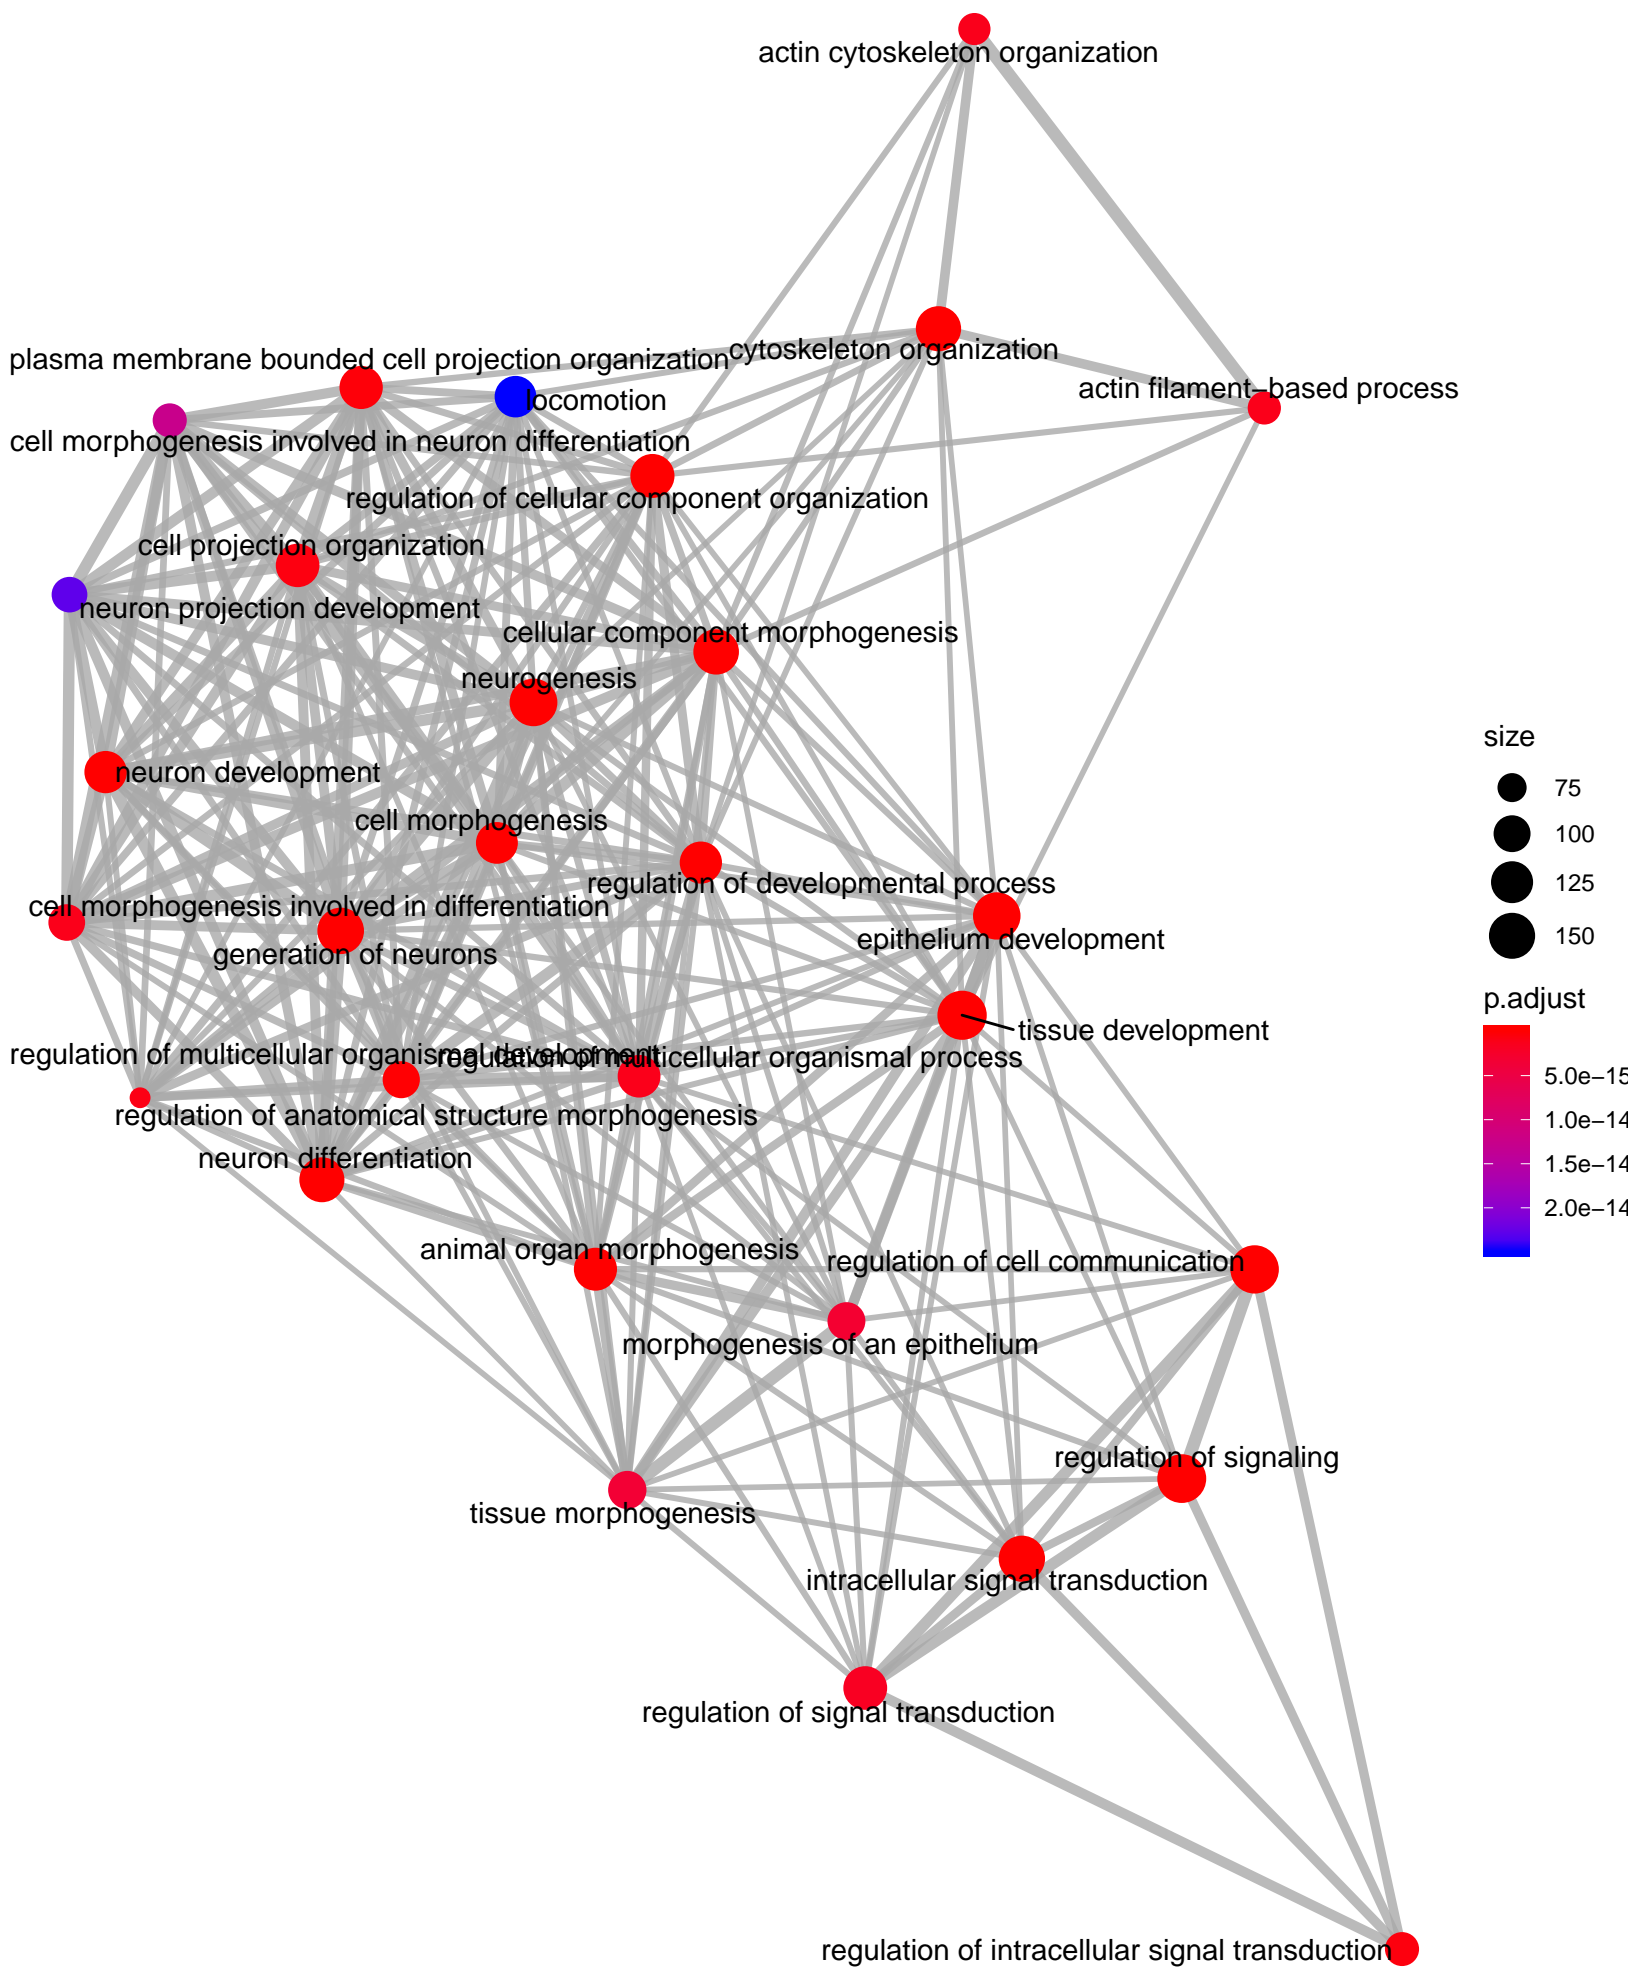 actin cytoskeleton organization
cytoskeleton organization
plasma membrane bounded cell projection organization
actin filament−based process
locomotion
cell morphogenesis involved in neuron differentiation
regulation of cellular component organization
cell projection organization
neuron projection development
cellular component morphogenesis
neurogenesis
neuron development
cell morphogenesis
regulation of developmental process
cell morphogenesis involved in differentiation
epithelium development
generation of neurons
tissue development
regulation of multicellular organismal development
regulation of multicellular organismal process
regulation of anatomical structure morphogenesis
neuron differentiation
animal organ morphogenesis
regulation of cell communication
morphogenesis of an epithelium
regulation of signaling
tissue morphogenesis
intracellular signal transduction
regulation of signal transduction
regulation of intracellular signal transduction
size
75
100
125
150
p.adjust
5.0e−15
1.0e−14
1.5e−14
2.0e−14